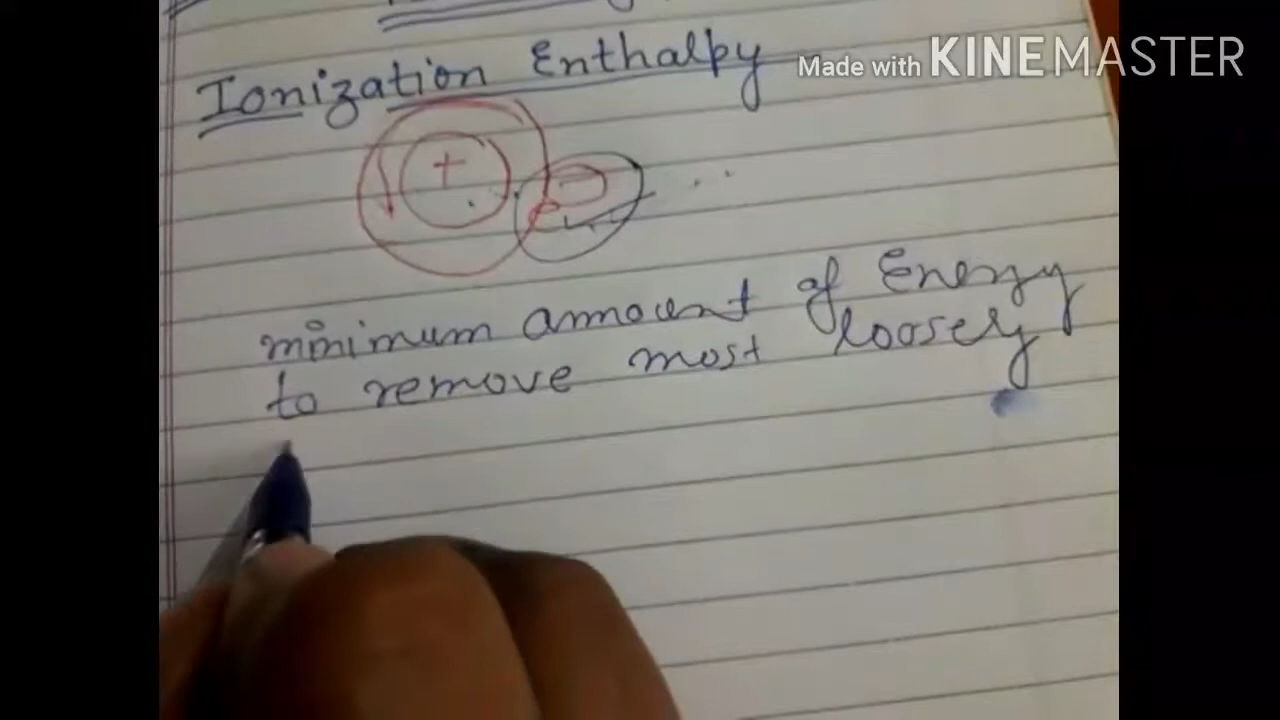 Made with KINEMASTER
Ionization Enthalpy
+
minimum amount of Energy
to remove most loosely